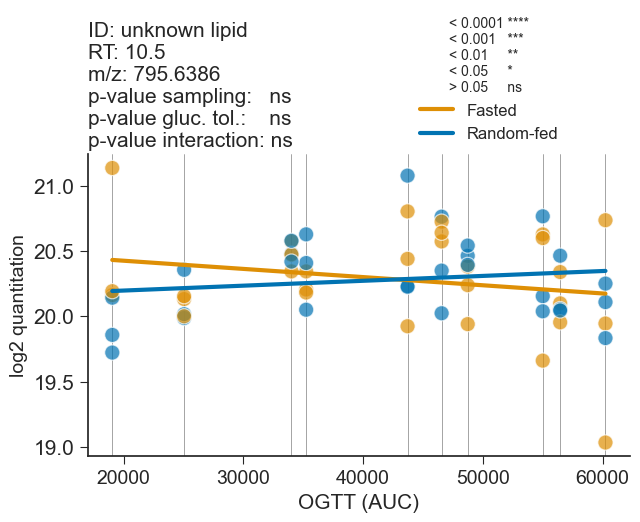 ID: unknown lipid
RT: 10.5
m/z: 795.6386
p-value sampling: ns
p-value gluc. tol.: ns
p-value interaction: ns
< 0.0001 ****
< 0.001 ***
< 0.01 **
< 0.05 *
> 0.05 ns
Fasted
Random-fed
log2 quantitation
21.0
20.5
20.0
19.5
19.0
20000 30000 40000 50000 60000
OGTT (AUC)